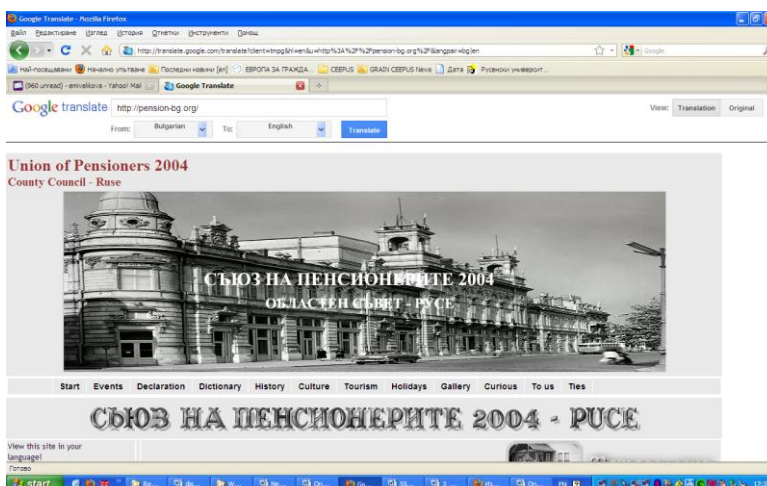 Google Translate - Mozilla Firefox
Файл Редактиране Изглед История Отметки Инструменти Помощ
http://translate.google.com/translate?client=tmpg&hl=en&u=http%3A%2F%2Fpension-bg.org%2F&langpair=bg|en
Google
Най-посещавани Начално упътване Последни новини [en] ЕВРОПА ЗА ГРАЖДА... CEEPUS GRADN CEEPUS News Дата Русенски университ...
(960 unread) - emivelikova - Yahoo! Mail Google Translate
Google translate http://pension-bg.org/ View: Translation Original
From: Bulgarian To: English Translate
Union of Pensioners 2004
County Council - Ruse
СЪЮЗ НА ПЕНСИОНЕРИТЕ 2004
ОБЛАСТЕН СЪВЕТ - РУСЕ
Start Events Declaration Dictionary History Culture Tourism Holidays Gallery Curious To us Ties
СЪЮЗ НА ПЕНСИОНЕРИТЕ 2004 - РУСЕ
View this site in your
language!
Готово
start